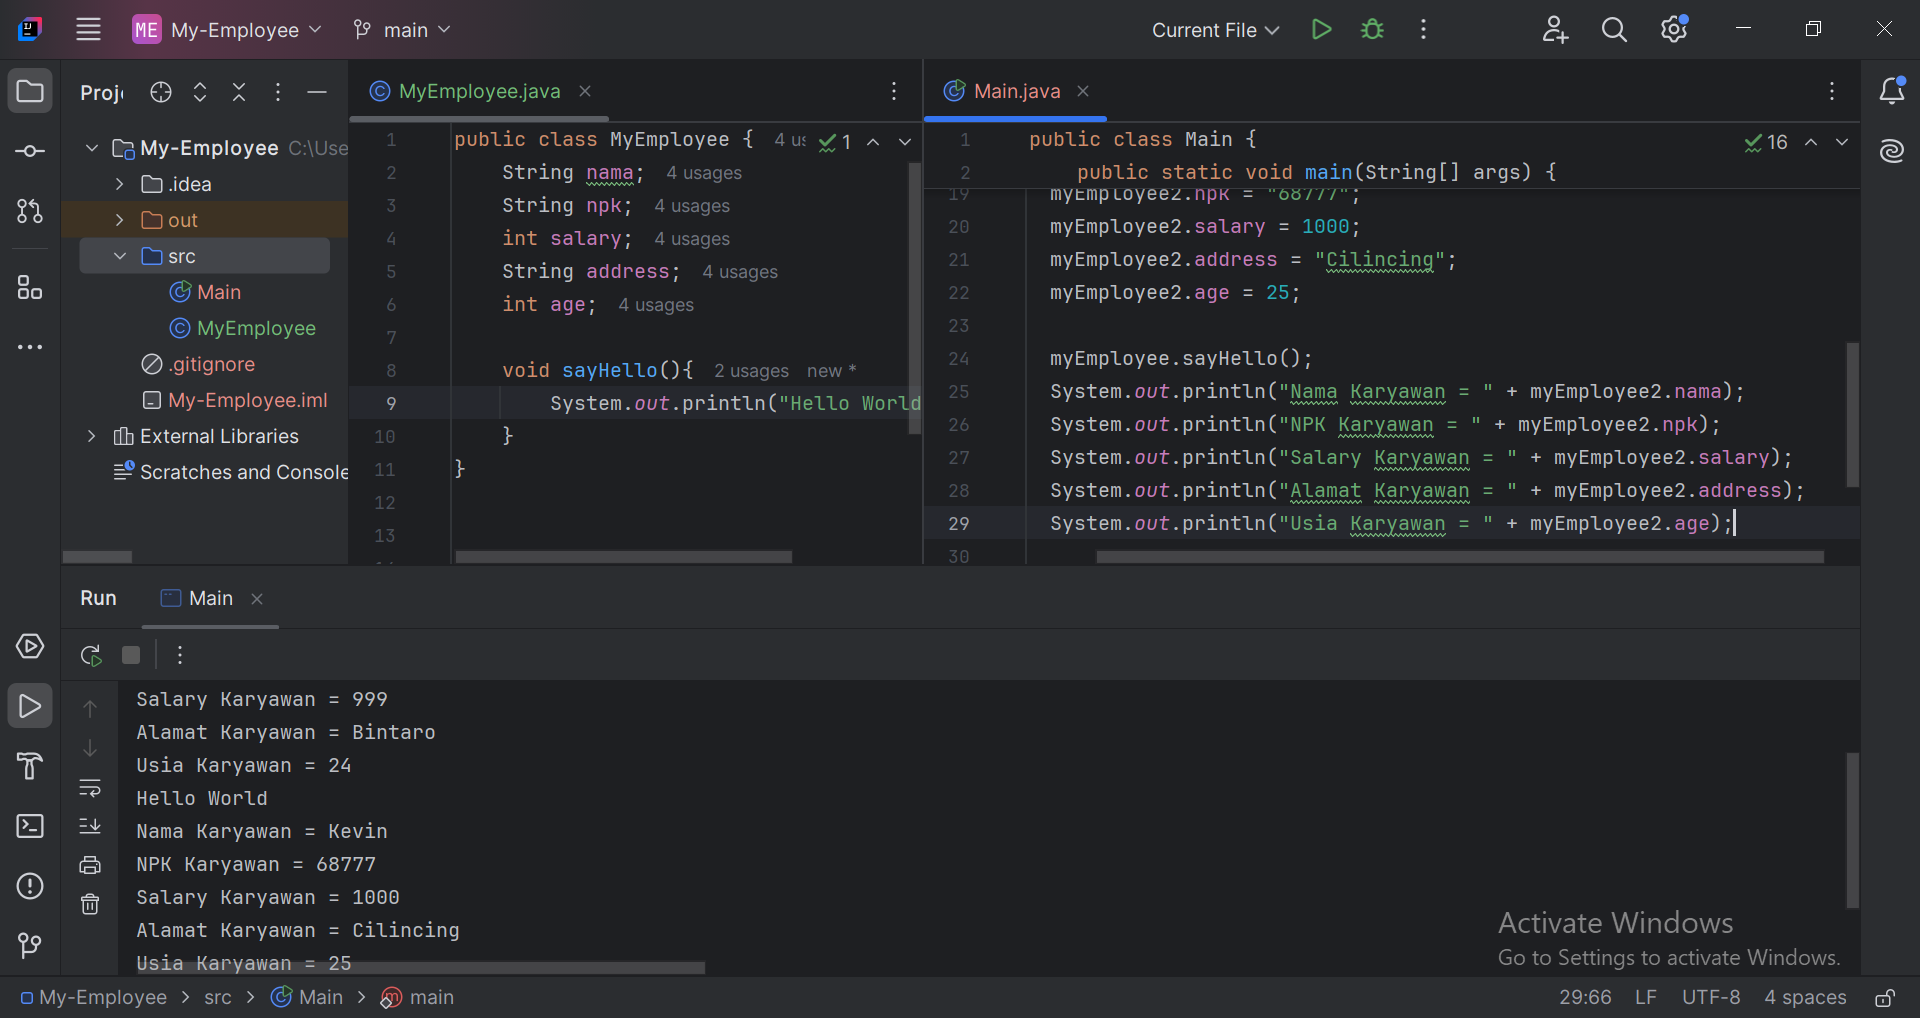 ME My-Employee main Current File
Proj MyEmployee.java Main.java
My-Employee C:\Use
.idea
out
src
Main
MyEmployee
.gitignore
My-Employee.iml
External Libraries
Scratches and Console
1 public class MyEmployee { 4 us 1
2 String nama; 4 usages
3 String npk; 4 usages
4 int salary; 4 usages
5 String address; 4 usages
6 int age; 4 usages
7
8 void sayHello(){ 2 usages new *
9 System.out.println("Hello World
10 }
11 }
12
13
1 public class Main { 16
2 public static void main(String[] args) {
19 myEmployee2.npk = "68777";
20 myEmployee2.salary = 1000;
21 myEmployee2.address = "Cilincing";
22 myEmployee2.age = 25;
23
24 myEmployee.sayHello();
25 System.out.println("Nama Karyawan = " + myEmployee2.nama);
26 System.out.println("NPK Karyawan = " + myEmployee2.npk);
27 System.out.println("Salary Karyawan = " + myEmployee2.salary);
28 System.out.println("Alamat Karyawan = " + myEmployee2.address);
29 System.out.println("Usia Karyawan = " + myEmployee2.age);
30
Run Main
Salary Karyawan = 999
Alamat Karyawan = Bintaro
Usia Karyawan = 24
Hello World
Nama Karyawan = Kevin
NPK Karyawan = 68777
Salary Karyawan = 1000
Alamat Karyawan = Cilincing
Usia Karyawan = 25
Activate Windows
Go to Settings to activate Windows.
My-Employee > src > Main > main 29:66 LF UTF-8 4 spaces